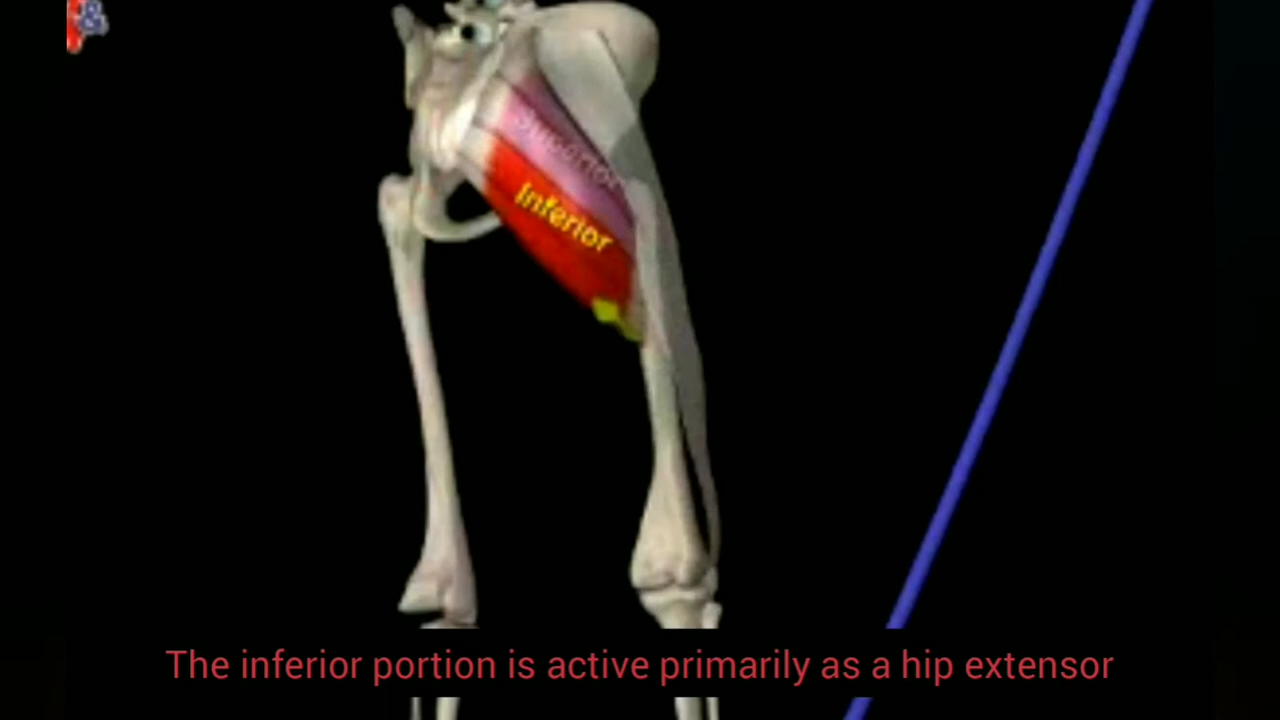 &
Superior
Inferior
The inferior portion is active primarily as a hip extensor